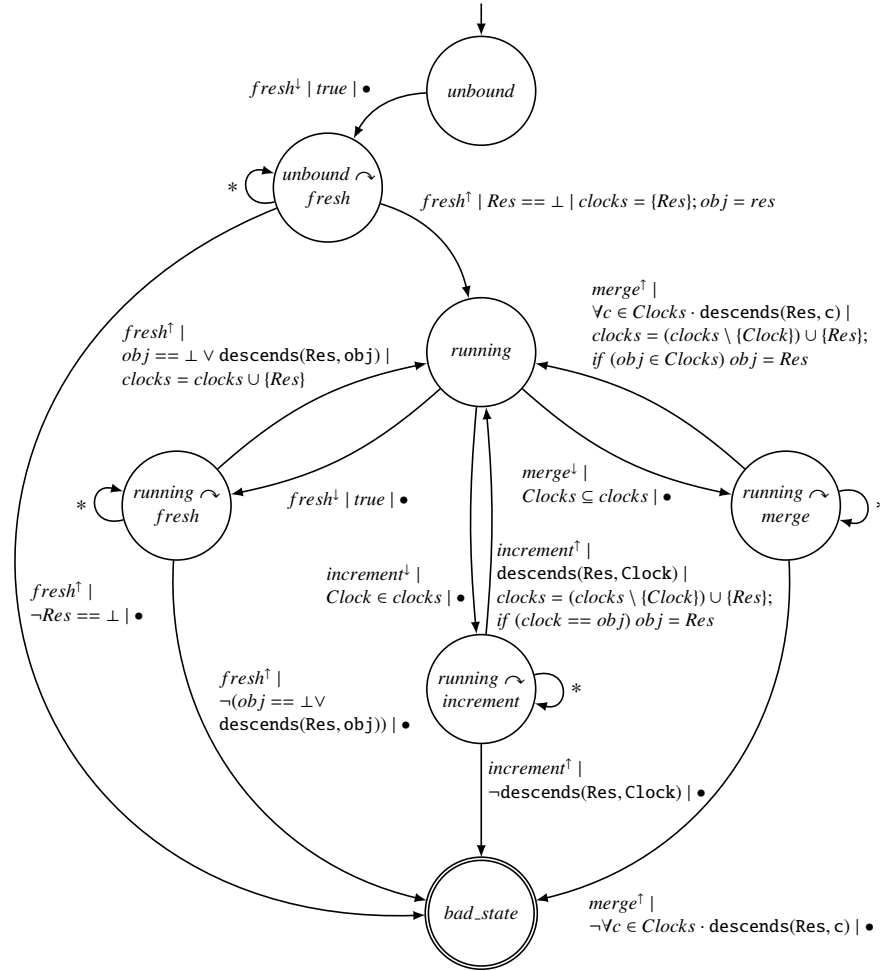 unbound
fresh↓ | true | •
unbound ↷
fresh
*
fresh↑ | Res == ⊥ | clocks = {Res}; obj = res
merge↑ |
∀c ∈ Clocks · descends(Res, c) |
clocks = (clocks \ {Clock}) ∪ {Res};
if (obj ∈ Clocks) obj = Res
fresh↑ |
obj == ⊥ ∨ descends(Res, obj) |
clocks = clocks ∪ {Res}
running
running ↷
fresh
*
fresh↓ | true | •
merge↓ |
Clocks ⊆ clocks | •
running ↷
merge
*
increment↓ |
Clock ∈ clocks | •
increment↑ |
descends(Res, Clock) |
clocks = (clocks \ {Clock}) ∪ {Res};
if (clock == obj) obj = Res
fresh↑ |
¬Res == ⊥ | •
running ↷
increment
*
fresh↑ |
¬(obj == ⊥∨
descends(Res, obj)) | •
increment↑ |
¬descends(Res, Clock) | •
bad_state
merge↑ |
¬∀c ∈ Clocks · descends(Res, c) | •